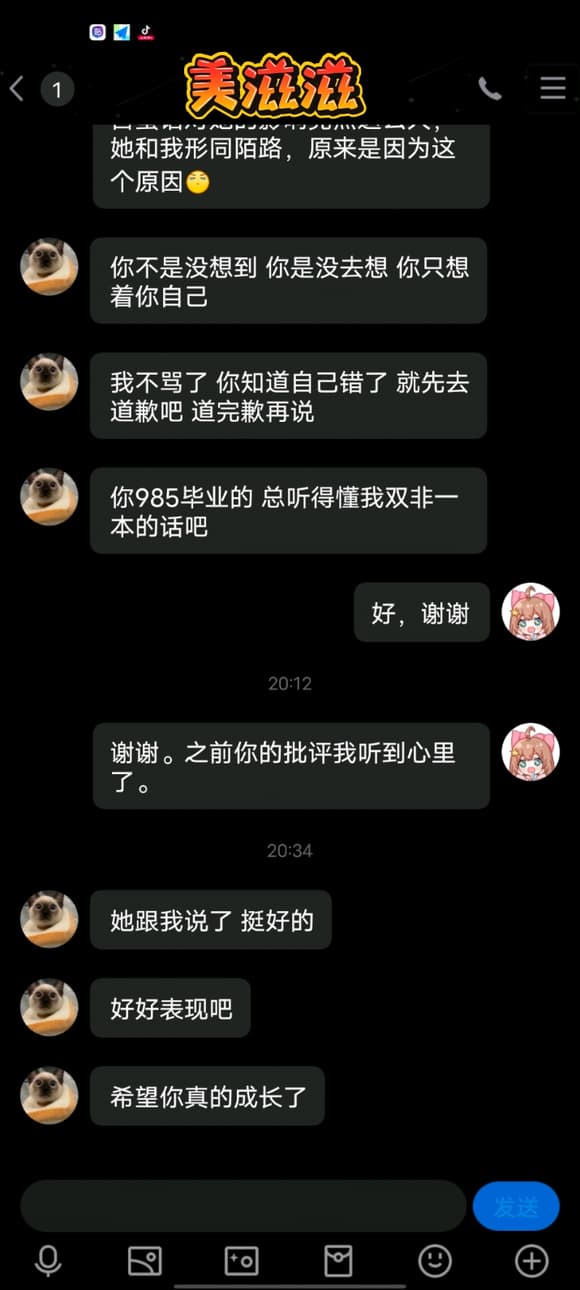 1
美滋滋
她和我形同陌路，原来是因为这
个原因
你不是没想到 你是没去想 你只想
着你自己
我不骂了 你知道自己错了 就先去
道歉吧 道完歉再说
你985毕业的 总听得懂我双非一
本的话吧
好，谢谢
20:12
谢谢。之前你的批评我听到心里
了。
20:34
她跟我说了 挺好的
好好表现吧
希望你真的成长了
发送